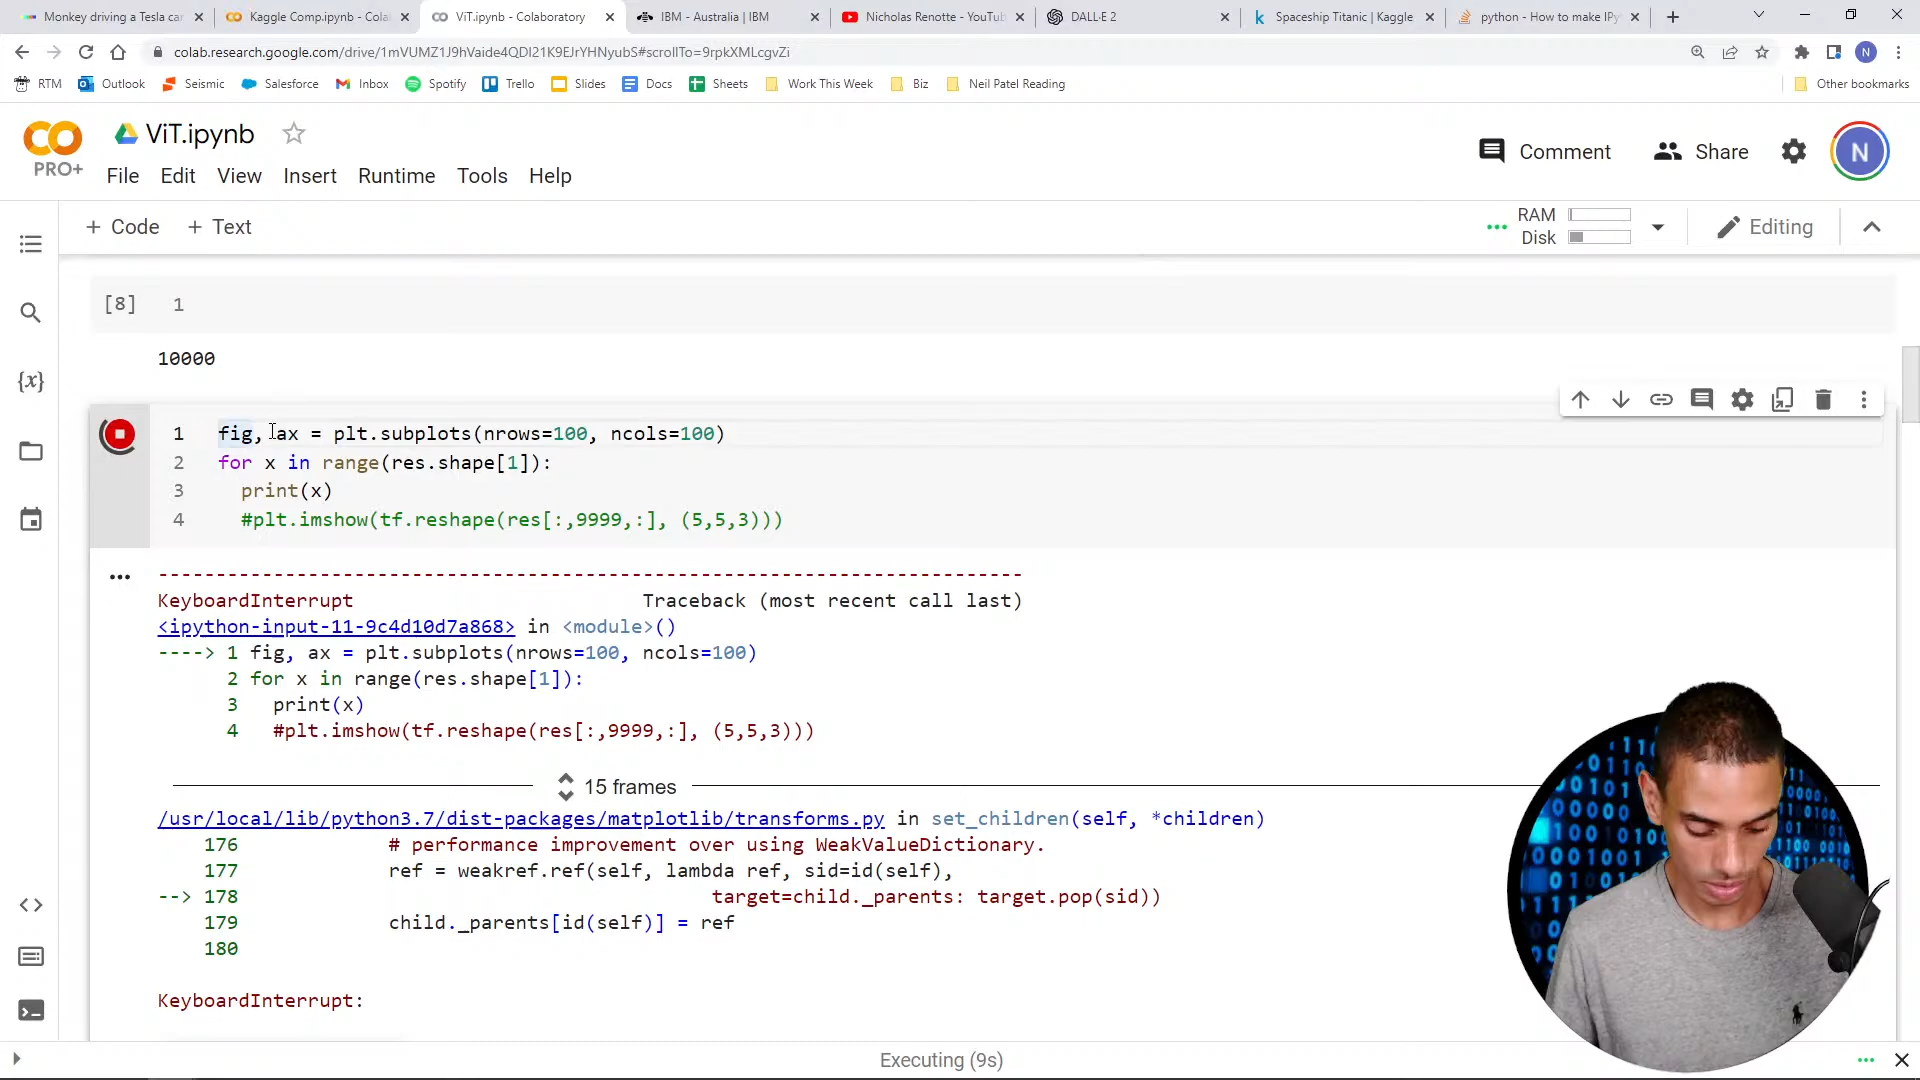 Monkey driving a Tesla car
Kaggle Comp.ipynb - Colab
ViT.ipynb - Colaboratory
IBM - Australia | IBM
Nicholas Renotte - YouTub
DALL·E 2
Spaceship Titanic | Kaggle
python - How to make IPy
colab.research.google.com/drive/1mVUMZ1J9hVaide4QDI21K9EJrYHNyubS#scrollTo=9rpkXMLcgvZi
N
RTM
Outlook
Seismic
Salesforce
Inbox
Spotify
Trello
Slides
Docs
Sheets
Work This Week
Biz
Neil Patel Reading
Other bookmarks
PRO+
ViT.ipynb
Comment
Share
N
File Edit View Insert Runtime Tools Help
+ Code + Text
RAM
Disk
Editing
[8] 1
10000
1 fig, ax = plt.subplots(nrows=100, ncols=100)
2 for x in range(res.shape[1]):
3   print(x)
4   #plt.imshow(tf.reshape(res[:,9999,:], (5,5,3)))
---------------------------------------------------------------------------
KeyboardInterrupt                         Traceback (most recent call last)
<ipython-input-11-9c4d10d7a868> in <module>()
----> 1 fig, ax = plt.subplots(nrows=100, ncols=100)
      2 for x in range(res.shape[1]):
      3   print(x)
      4   #plt.imshow(tf.reshape(res[:,9999,:], (5,5,3)))
15 frames
/usr/local/lib/python3.7/dist-packages/matplotlib/transforms.py in set_children(self, *children)
    176             # performance improvement over using WeakValueDictionary.
    177             ref = weakref.ref(self, lambda ref, sid=id(self),
--> 178                                         target=child._parents: target.pop(sid))
    179             child._parents[id(self)] = ref
    180
KeyboardInterrupt:
Executing (9s)